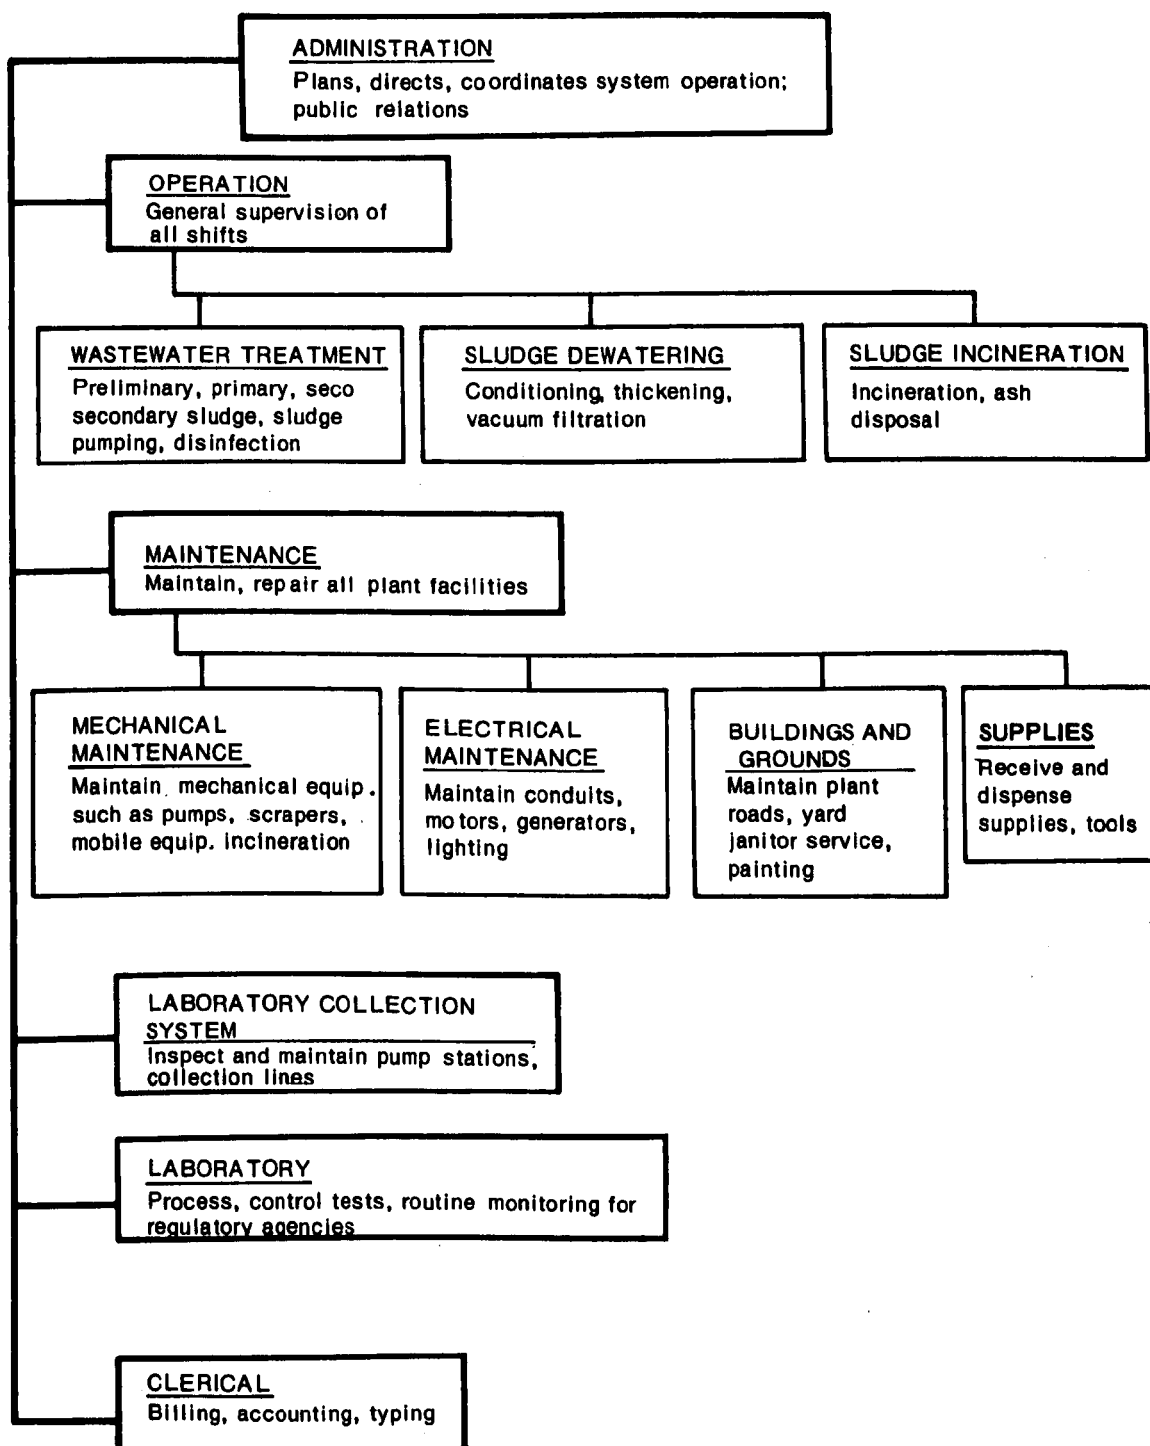 ADMINISTRATION
Plans, directs, coordinates system operation;
public relations
OPERATION
General supervision of
all shifts
WASTEWATER TREATMENT
Preliminary, primary, seco
secondary sludge, sludge
pumping, disinfection
SLUDGE DEWATERING
Conditioning, thickening,
vacuum filtration
SLUDGE INCINERATION
Incineration, ash
disposal
MAINTENANCE
Maintain, repair all plant facilities
MECHANICAL
MAINTENANCE
Maintain mechanical equip.
such as pumps, scrapers,
mobile equip. incineration
ELECTRICAL
MAINTENANCE
Maintain conduits,
motors, generators,
lighting
BUILDINGS AND
GROUNDS
Maintain plant
roads, yard
janitor service,
painting
SUPPLIES
Receive and
dispense
supplies, tools
LABORATORY COLLECTION
SYSTEM
Inspect and maintain pump stations,
collection lines
LABORATORY
Process, control tests, routine monitoring for
regulatory agencies
CLERICAL
Billing, accounting, typing